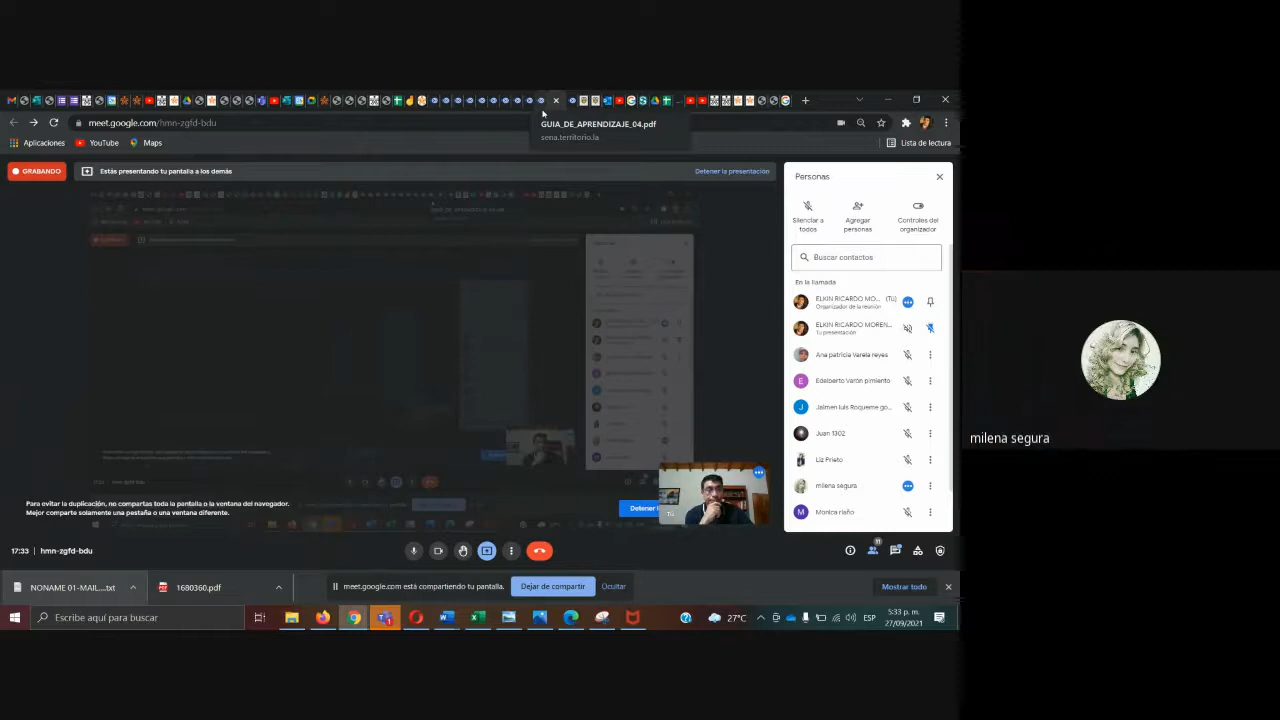 meet.google.com/hmn-zgfd-bdu
GUIA_DE_APRENDIZAJE_04.pdf
sena.territorio.la
Aplicaciones
YouTube
Maps
Lista de lectura
GRABANDO
Estás presentando tu pantalla a los demás
Detener la presentación
Personas
Silenciar a todos
Agregar personas
Controles del organizador
Buscar contactos
En la llamada
ELKIN RICARDO MO... (Tú)
Organizador de la reunión
ELKIN RICARDO MOREN...
Tu presentación
Ana patricia Varela reyes
Edelberto Varón pimiento
Jaimen luis Roqueme go...
Juan 1302
Liz Prieto
milena segura
Monica riaño
Para evitar la duplicación, no compartas toda la pantalla o la ventana del navegador.
Mejor comparte solamente una pestaña o una ventana diferente.
Detener
Tú
17:33 | hmn-zgfd-bdu
11
NONAME 01-MAIL....txt
1680360.pdf
meet.google.com está compartiendo tu pantalla.
Dejar de compartir
Ocultar
Mostrar todo
Escribe aquí para buscar
27°C
ESP
5:33 p. m.
27/09/2021
milena segura